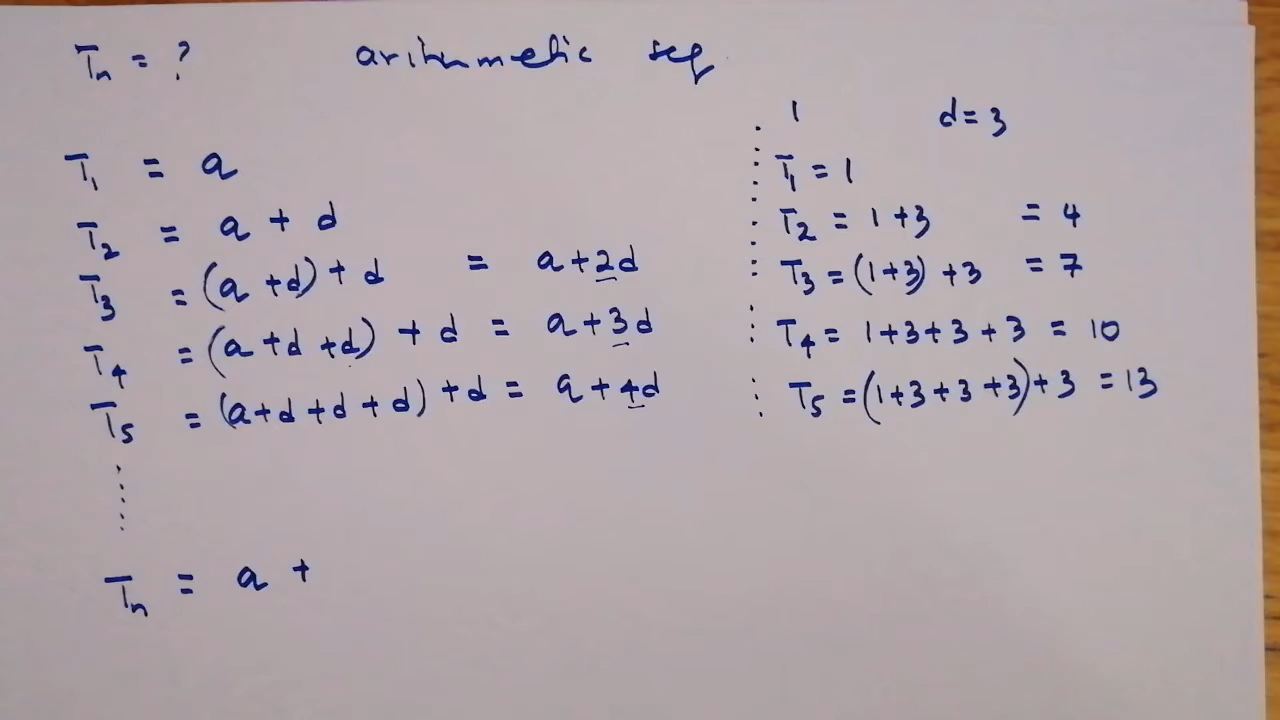 Tn = ? arithmetic seq
1 d = 3
T1 = a
T1 = 1
T2 = a + d
T2 = 1 + 3 = 4
T3 = (a + d) + d = a + 2d
T3 = (1+3) + 3 = 7
T4 = (a + d + d) + d = a + 3d
T4 = 1 + 3 + 3 + 3 = 10
T5 = (a + d + d + d) + d = a + 4d
T5 = (1 + 3 + 3 + 3) + 3 = 13
Tn = a +